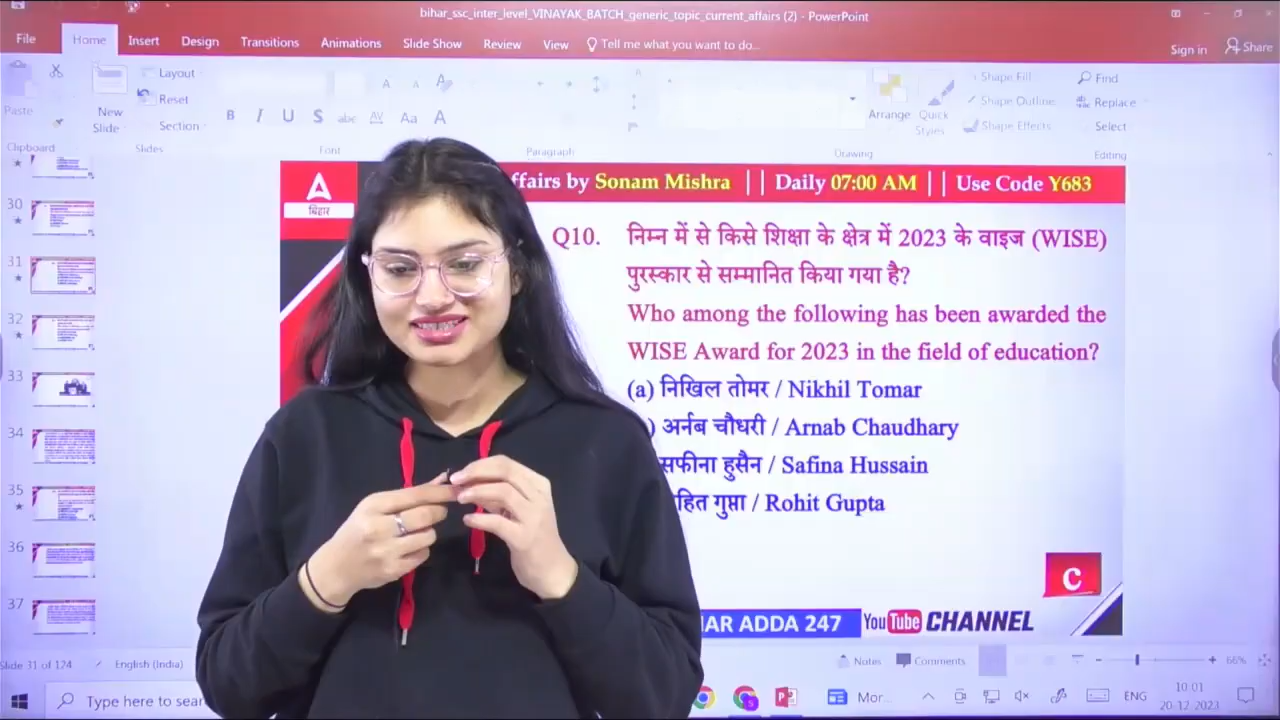 bihar_ssc_inter_level_VINAYAK_BATCH_generic_topic_current_affairs (2) - PowerPoint
File Home Insert Design Transitions Animations Slide Show Review View Tell me what you want to do...
Sign in Share
Paste
New Slide
Layout
Reset
Section
B I U S abc AV Aa A
A A
Arrange
Quick Styles
Shape Fill
Shape Outline
Shape Effects
Find
Replace
Select
Clipboard Slides Font Paragraph Drawing Editing
30
31
32
33
34
35
36
37
A
बिहार
ffairs by Sonam Mishra || Daily 07:00 AM || Use Code Y683
Q10. निम्न में से किसे शिक्षा के क्षेत्र में 2023 के वाइज (WISE)
पुरस्कार से सम्मानित किया गया है?
Who among the following has been awarded the
WISE Award for 2023 in the field of education?
(a) निखिल तोमर / Nikhil Tomar
) अर्नब चौधरी / Arnab Chaudhary
सफीना हुसैन / Safina Hussain
हित गुप्ता / Rohit Gupta
C
HAR ADDA 247 YouTube CHANNEL
Slide 31 of 124 English (India) Notes Comments 66%
Type here to sear
Mor...
ENG
10:01
20-12-2023